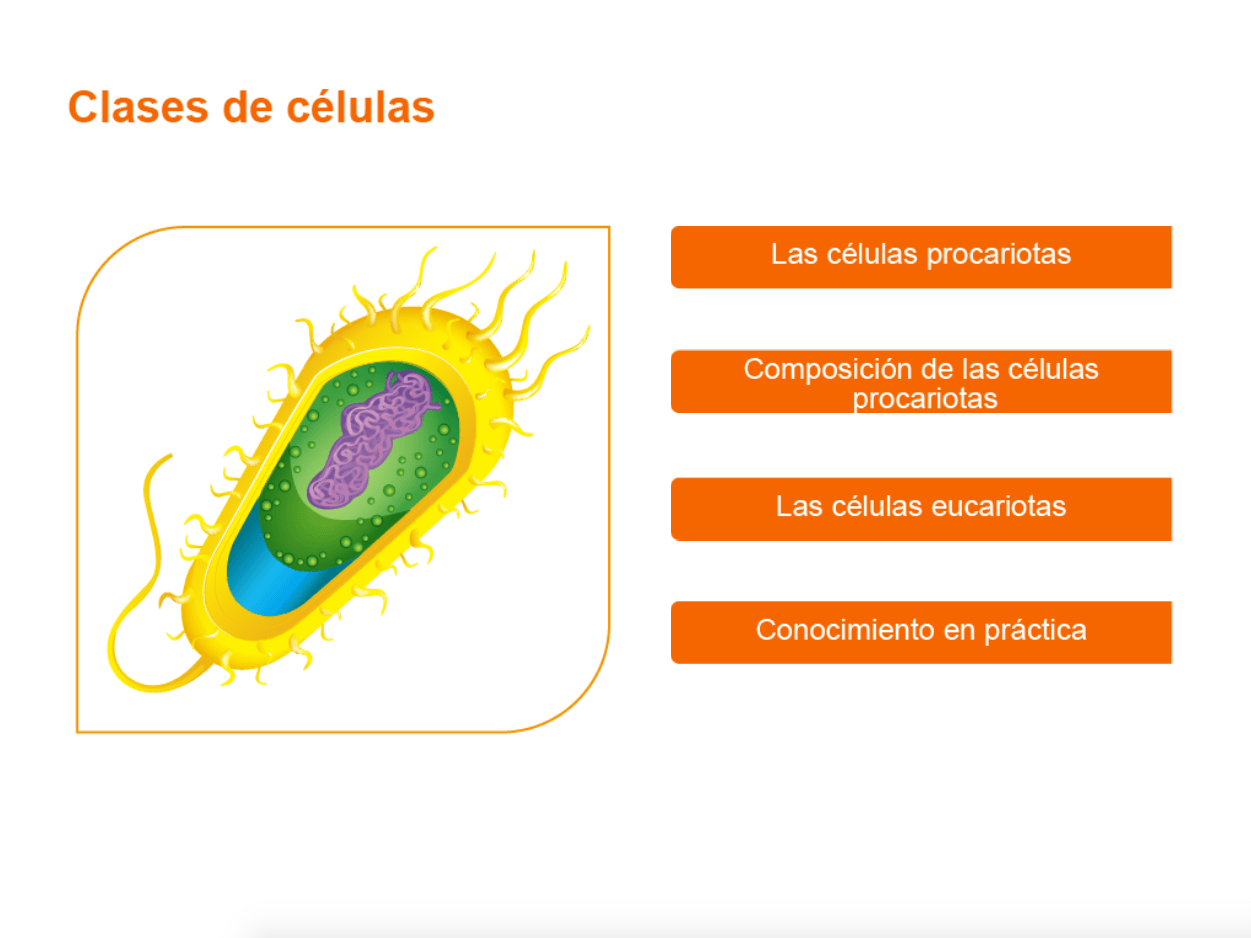 Clases de células
Las células procariotas
Composición de las células
procariotas
Las células eucariotas
Conocimiento en práctica